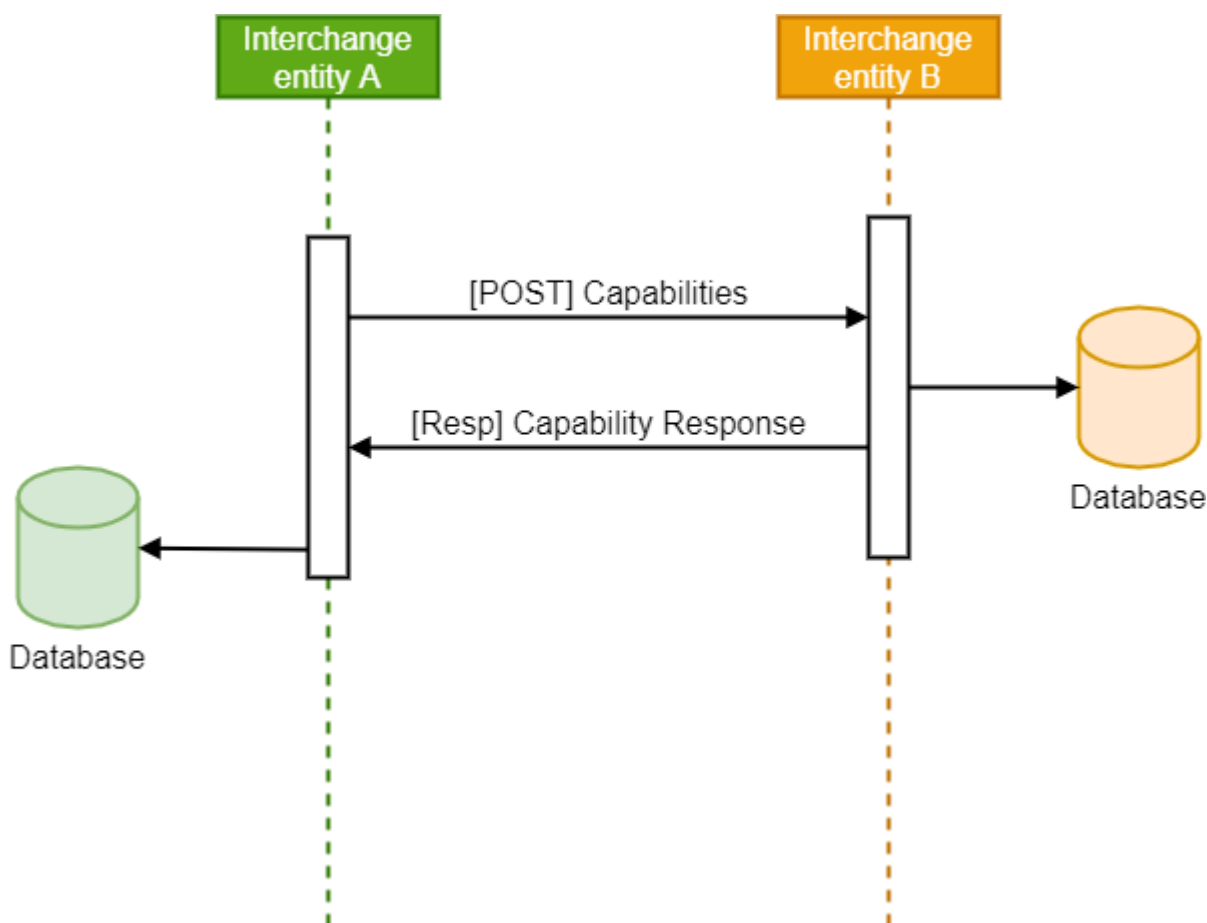 Interchange
entity A
Interchange
entity B
[POST] Capabilities
[Resp] Capability Response
Database
Database